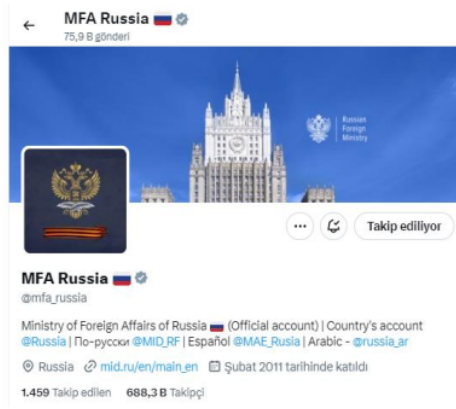 MFA Russia
75,9 B gönderi
Russian
Foreign
Ministry
Takip ediliyor
MFA Russia
@mfa_russia
Ministry of Foreign Affairs of Russia (Official account) | Country's account
@Russia | По-русски @MID_RF | Español @MAE_Rusia | Arabic - @russia_ar
Russia mid.ru/en/main_en Şubat 2011 tarihinde katıldı
1.459 Takip edilen 688,3 B Takipçi